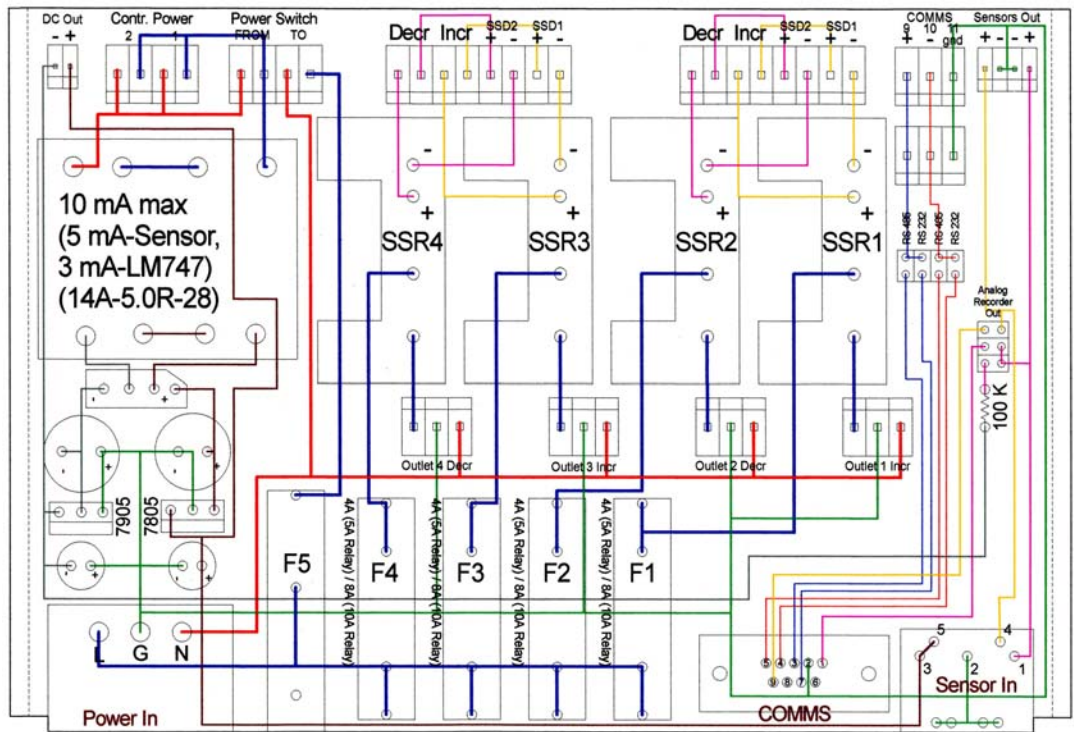 DC Out
- +
Contr. Power
2 1
Power Switch
FROM TO
Decr Incr SSD2 SSD1
+ - + -
Decr Incr SSD2 SSD1
+ - + -
COMMS
9 10 11
+ - gnd
Sensors Out
+ - - +
10 mA max
(5 mA-Sensor,
3 mA-LM747)
(14A-5.0R-28)
- - - -
+ + + +
SSR4 SSR3 SSR2 SSR1
RS 485
RS 232
RS 485
RS 232
Analog
Recorder
Out
100 K
- +
- + - +
Outlet 4 Decr
Outlet 3 Incr
Outlet 2 Decr
Outlet 1 Incr
7905
7805
- + - +
F5
F4
4A (5A Relay) / 8A (10A Relay)
F3
4A (5A Relay) / 8A (10A Relay)
F2
4A (5A Relay) / 8A (10A Relay)
F1
4A (5A Relay) / 8A (10A Relay)
L G N
Power In
5 4 3 2 1
9 8 7 6
COMMS
5 4
3 2 1
Sensor In